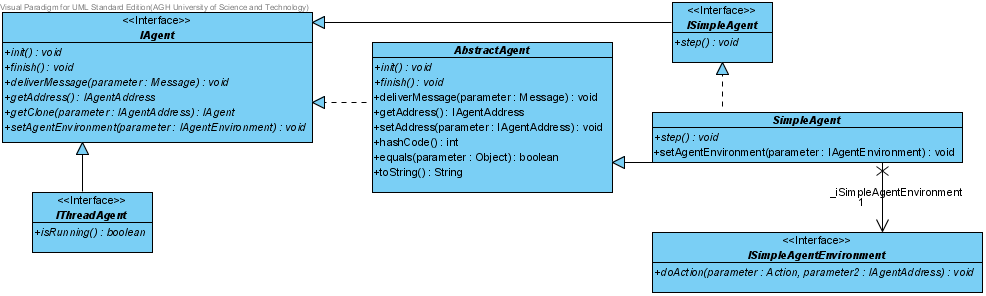 Visual Paradigm for UML Standard Edition(AGH University of Science and Technology)
<<Interface>>
IAgent
+init() : void
+finish() : void
+deliverMessage(parameter : Message) : void
+getAddress() : IAgentAddress
+getClone(parameter : IAgentAddress) : IAgent
+setAgentEnvironment(parameter : IAgentEnvironment) : void
<<Interface>>
IThreadAgent
+isRunning() : boolean
AbstractAgent
+init() : void
+finish() : void
+deliverMessage(parameter : Message) : void
+getAddress() : IAgentAddress
+setAddress(parameter : IAgentAddress) : void
+hashCode() : int
+equals(parameter : Object) : boolean
+toString() : String
<<Interface>>
ISimpleAgent
+step() : void
SimpleAgent
+step() : void
+setAgentEnvironment(parameter : IAgentEnvironment) : void
_iSimpleAgentEnvironment
1
<<Interface>>
ISimpleAgentEnvironment
+doAction(parameter : Action, parameter2 : IAgentAddress) : void